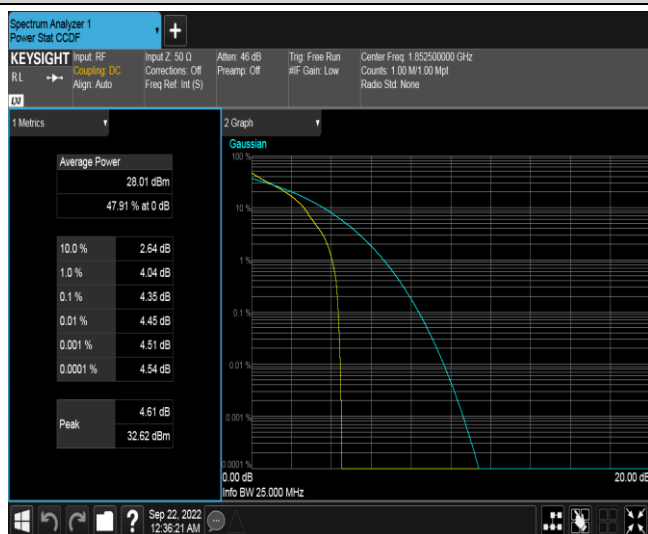 Spectrum Analyzer 1
Power Stat CCDF
KEYSIGHT
RL
LXI
Input: RF
Coupling: DC
Align: Auto
Input Z: 50 Ω
Corrections: Off
Freq Ref: Int (S)
Atten: 46 dB
Preamp: Off
Trig: Free Run
#IF Gain: Low
Center Freq: 1.852500000 GHz
Counts: 1.00 M/1.00 Mpt
Radio Std: None
1 Metrics
Average Power
28.01 dBm
47.91 % at 0 dB
10.0 % 2.64 dB
1.0 % 4.04 dB
0.1 % 4.35 dB
0.01 % 4.45 dB
0.001 % 4.51 dB
0.0001 % 4.54 dB
Peak
4.61 dB
32.62 dBm
2 Graph
Gaussian
100 %
10 %
1 %
0.1 %
0.01 %
0.001 %
0.0001 %
0.00 dB
20.00 dB
Info BW 25.000 MHz
?
Sep 22, 2022
12:36:21 AM